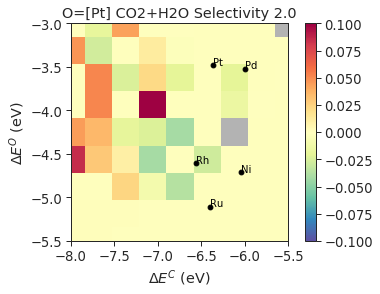 O=[Pt] CO2+H2O Selectivity 2.0
−3.0
−3.5
−4.0
−4.5
−5.0
−5.5
ΔE^O (eV)
Pt
Pd
Rh
Ni
Ru
−8.0 −7.5 −7.0 −6.5 −6.0 −5.5
ΔE^C (eV)
0.100
0.075
0.050
0.025
0.000
−0.025
−0.050
−0.075
−0.100